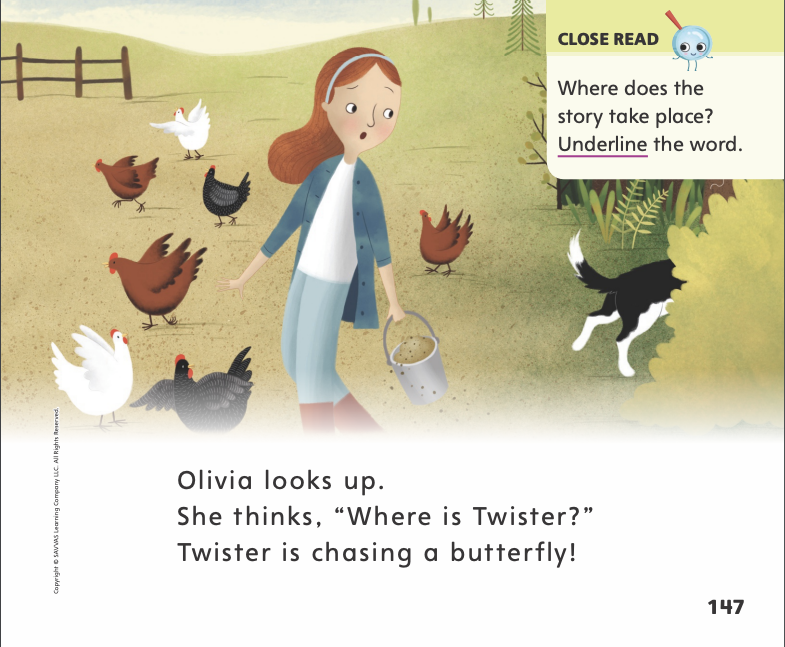 CLOSE READ
Where does the
story take place?
Underline the word.
Olivia looks up.
She thinks, “Where is Twister?”
Twister is chasing a butterfly!
Copyright © SAVVAS Learning Company LLC. All Rights Reserved.
147